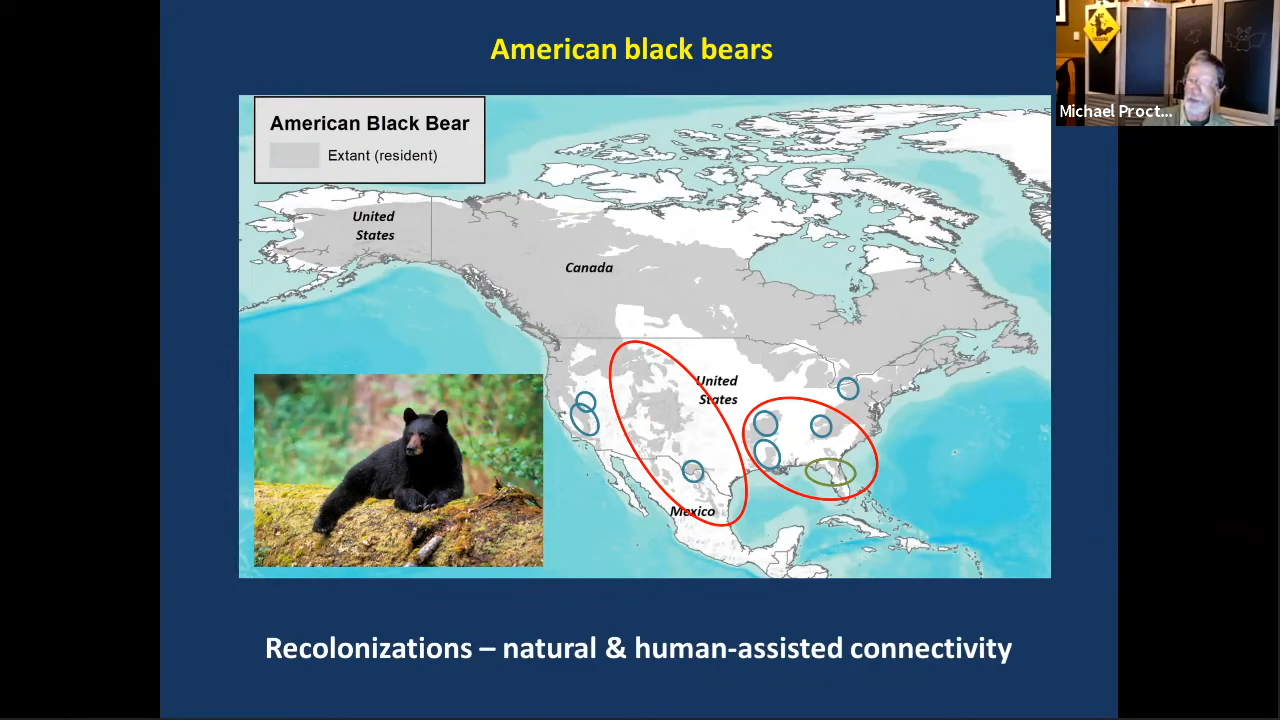 American black bears
American Black Bear
Extant (resident)
United
States
Canada
United
States
Mexico
Recolonizations – natural & human-assisted connectivity
Michael Proct...